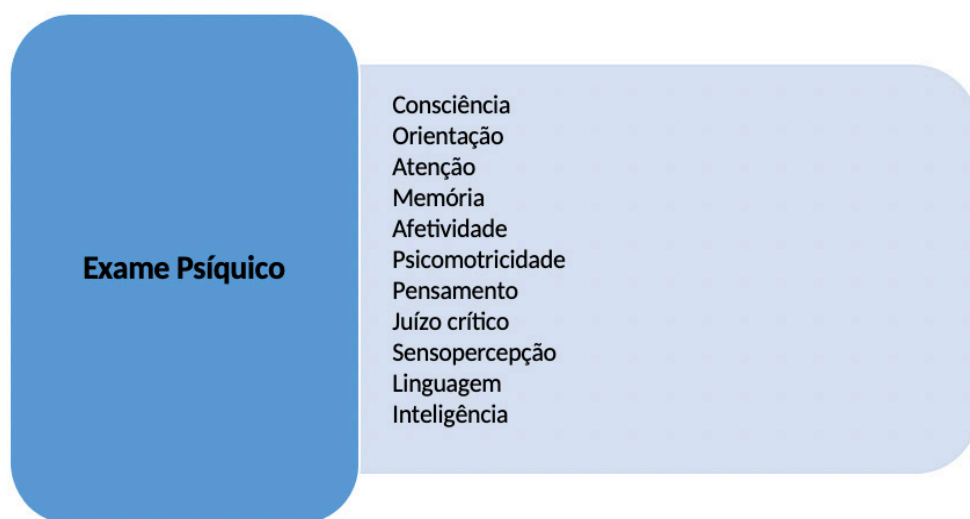 Exame Psíquico
Consciência
Orientação
Atenção
Memória
Afetividade
Psicomotricidade
Pensamento
Juízo crítico
Sensopercepção
Linguagem
Inteligência